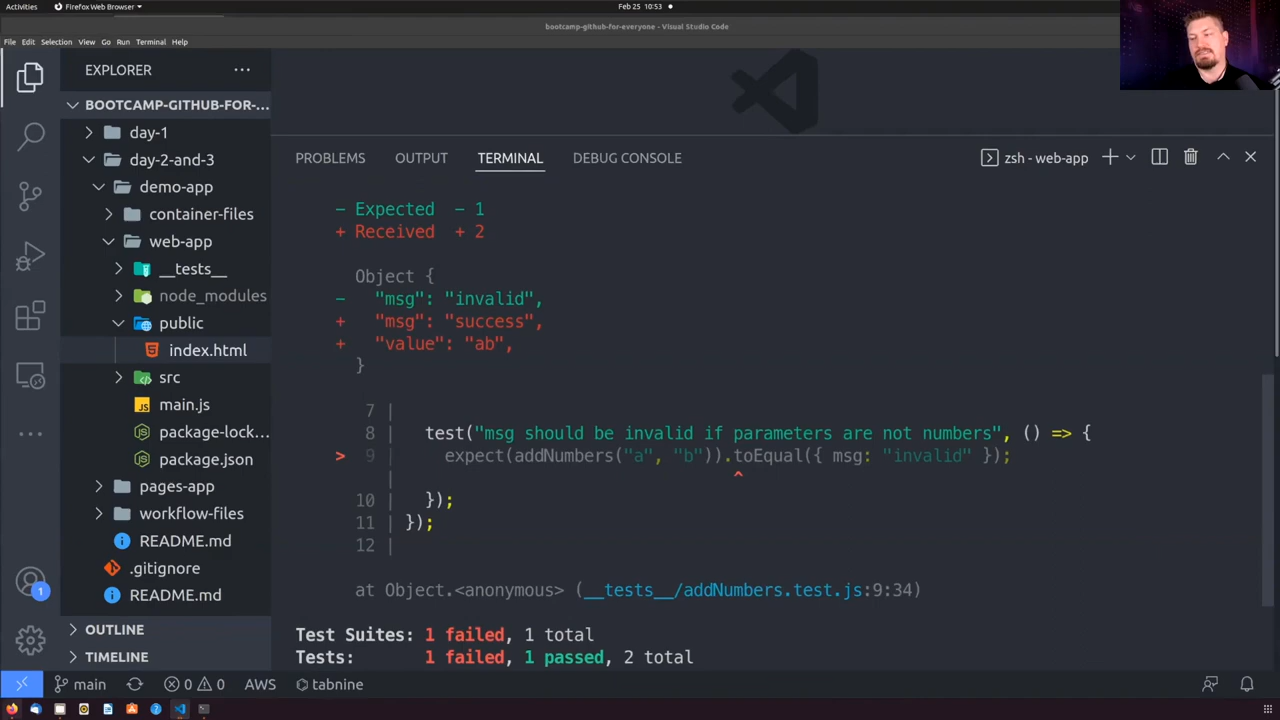 Activities Firefox Web Browser Feb 25 10:53
bootcamp-github-for-everyone - Visual Studio Code
File Edit Selection View Go Run Terminal Help
EXPLORER ...
BOOTCAMP-GITHUB-FOR-...
day-1
day-2-and-3
demo-app
container-files
web-app
__tests__
node_modules
public
index.html
src
JS main.js
package-lock...
package.json
pages-app
workflow-files
README.md
.gitignore
README.md
OUTLINE
TIMELINE
PROBLEMS OUTPUT TERMINAL DEBUG CONSOLE zsh - web-app
- Expected - 1
+ Received + 2
Object {
- "msg": "invalid",
+ "msg": "success",
+ "value": "ab",
}
7 |
8 | test("msg should be invalid if parameters are not numbers", () => {
> 9 | expect(addNumbers("a", "b")).toEqual({ msg: "invalid" });
| ^
10 | });
11 | });
12 |
at Object.<anonymous> (__tests__/addNumbers.test.js:9:34)
Test Suites: 1 failed, 1 total
Tests: 1 failed, 1 passed, 2 total
1
main 0 0 AWS tabnine